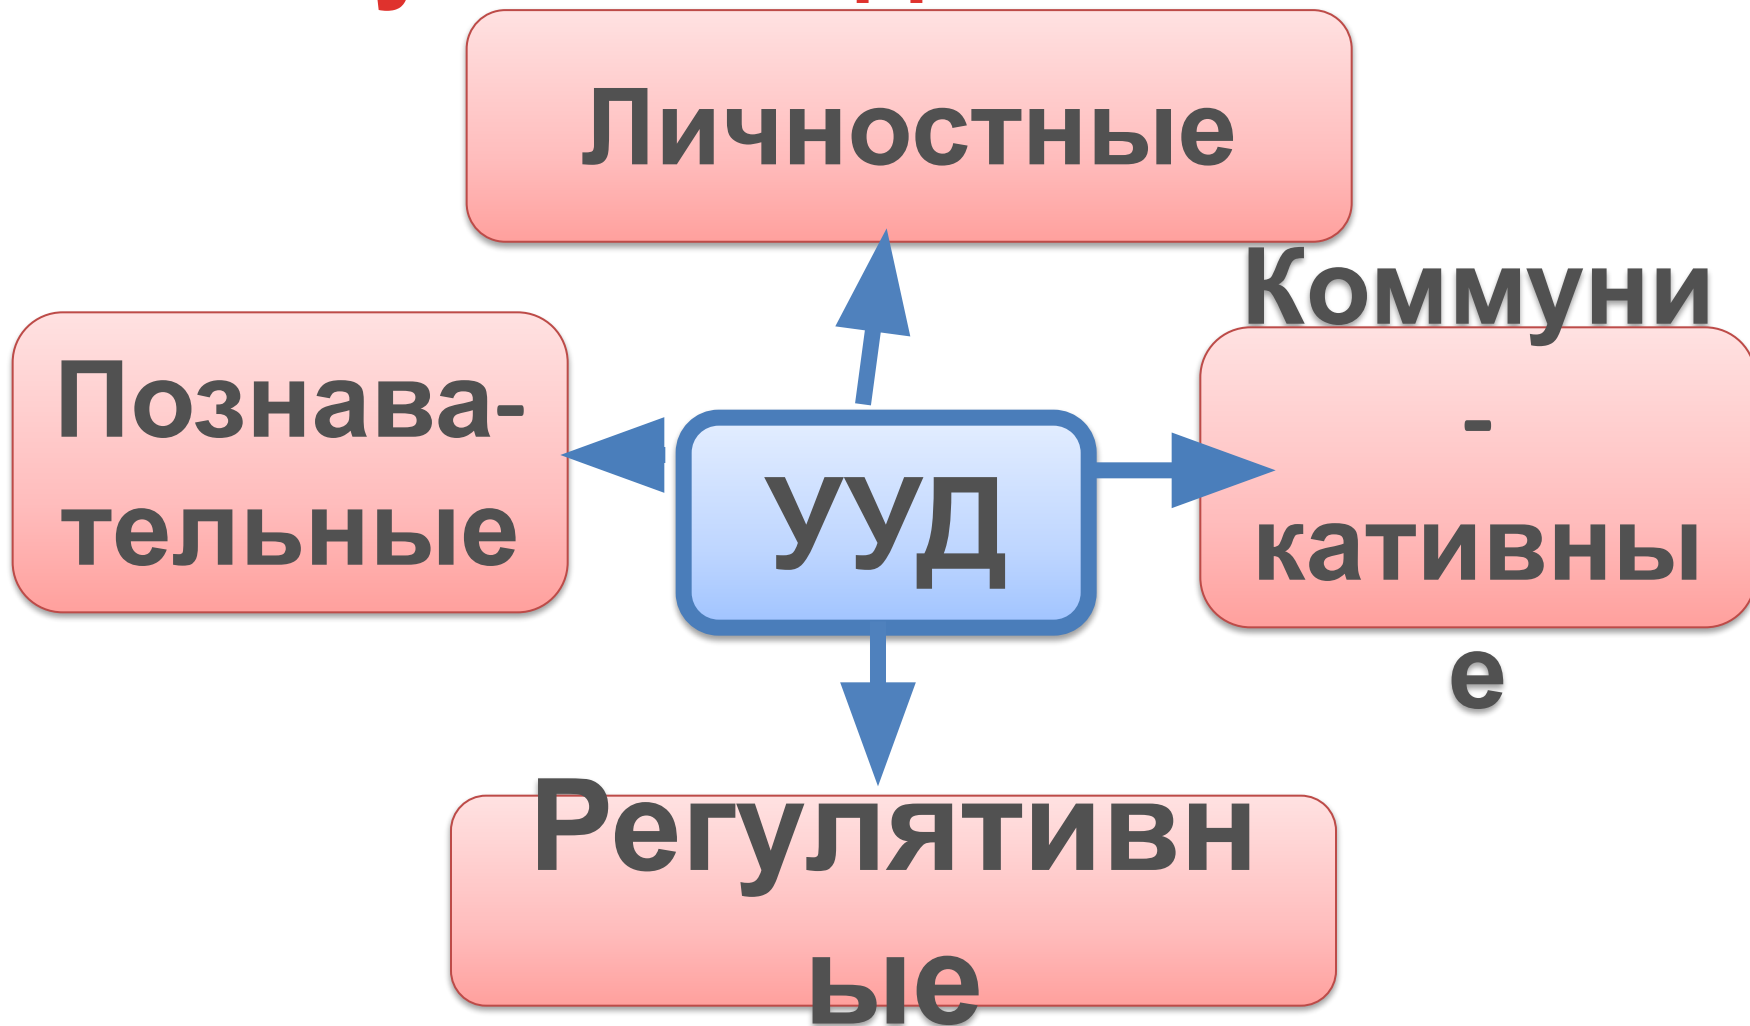 Личностные
Познава-
тельные
УУД
Коммуни
-
кативны
е
Регулятивн
ые